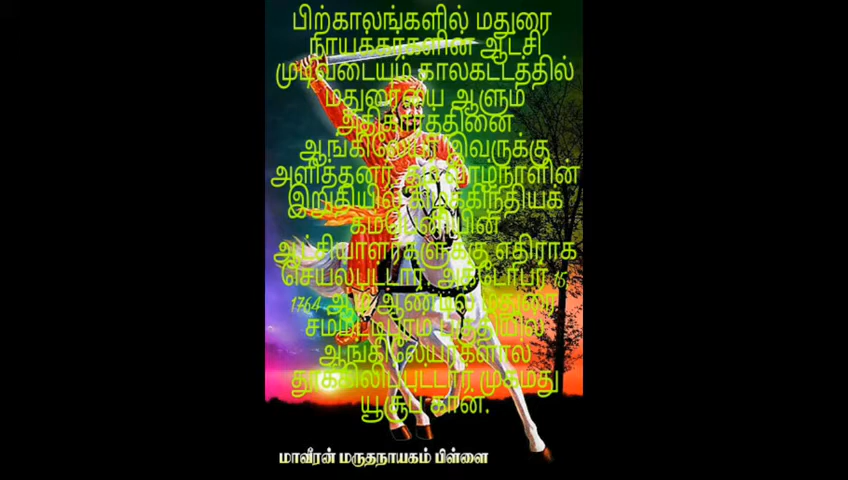 பிற்காலங்களில் மதுரை
நாயக்கர்களின் ஆட்சி
முடிவடையும் காலகட்டத்தில்
மதுரையை ஆளும்
அதிகாரத்தினை
ஆங்கிலேயர் இவருக்கு
அளித்தனர். தம் வாழ்நாளின்
இறுதியில் கிழக்கிந்தியக்
கம்பெனியின்
ஆட்சியாளர்களுக்கு எதிராக
செயல்பட்டார். அக்டோபர் 15
1764 ஆம் ஆண்டில் மதுரை
சம்மட்டிபுரம் பகுதியில்
ஆங்கிலேயர்களால்
தூக்கிலிடப்பட்டார் முகமது
யூசுப் கான்.
மாவீரன் மருதநாயகம் பிள்ளை